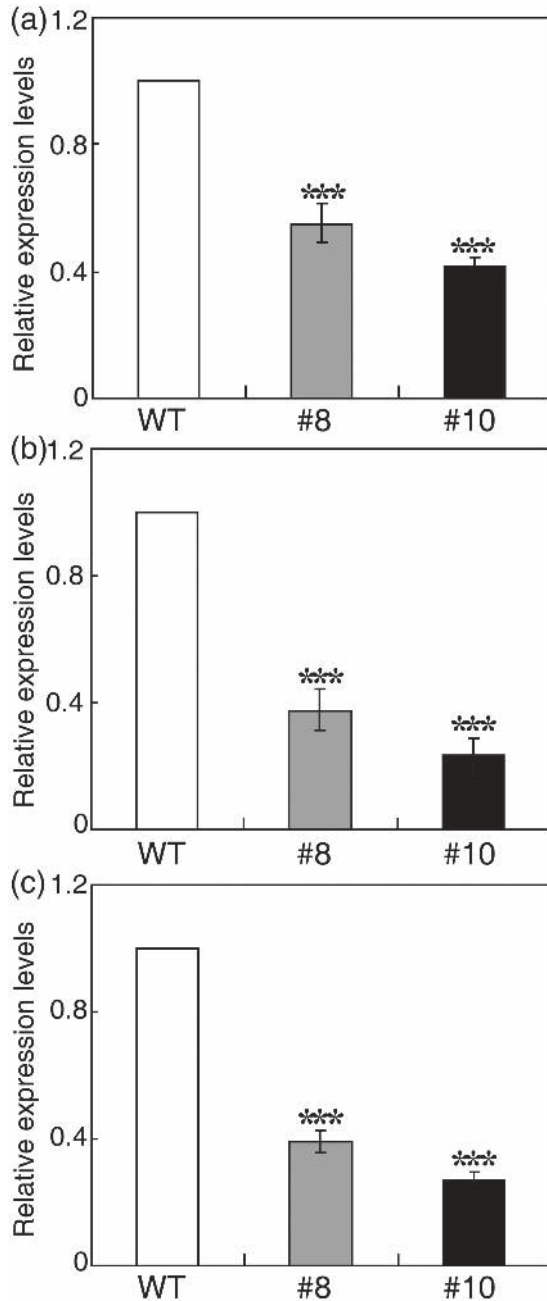 (a)
1.2
0.8
0.4
0
Relative expression levels
***
***
WT #8 #10
(b)
1.2
0.8
0.4
0
Relative expression levels
***
***
WT #8 #10
(c)
1.2
0.8
0.4
0
Relative expression levels
***
***
WT #8 #10